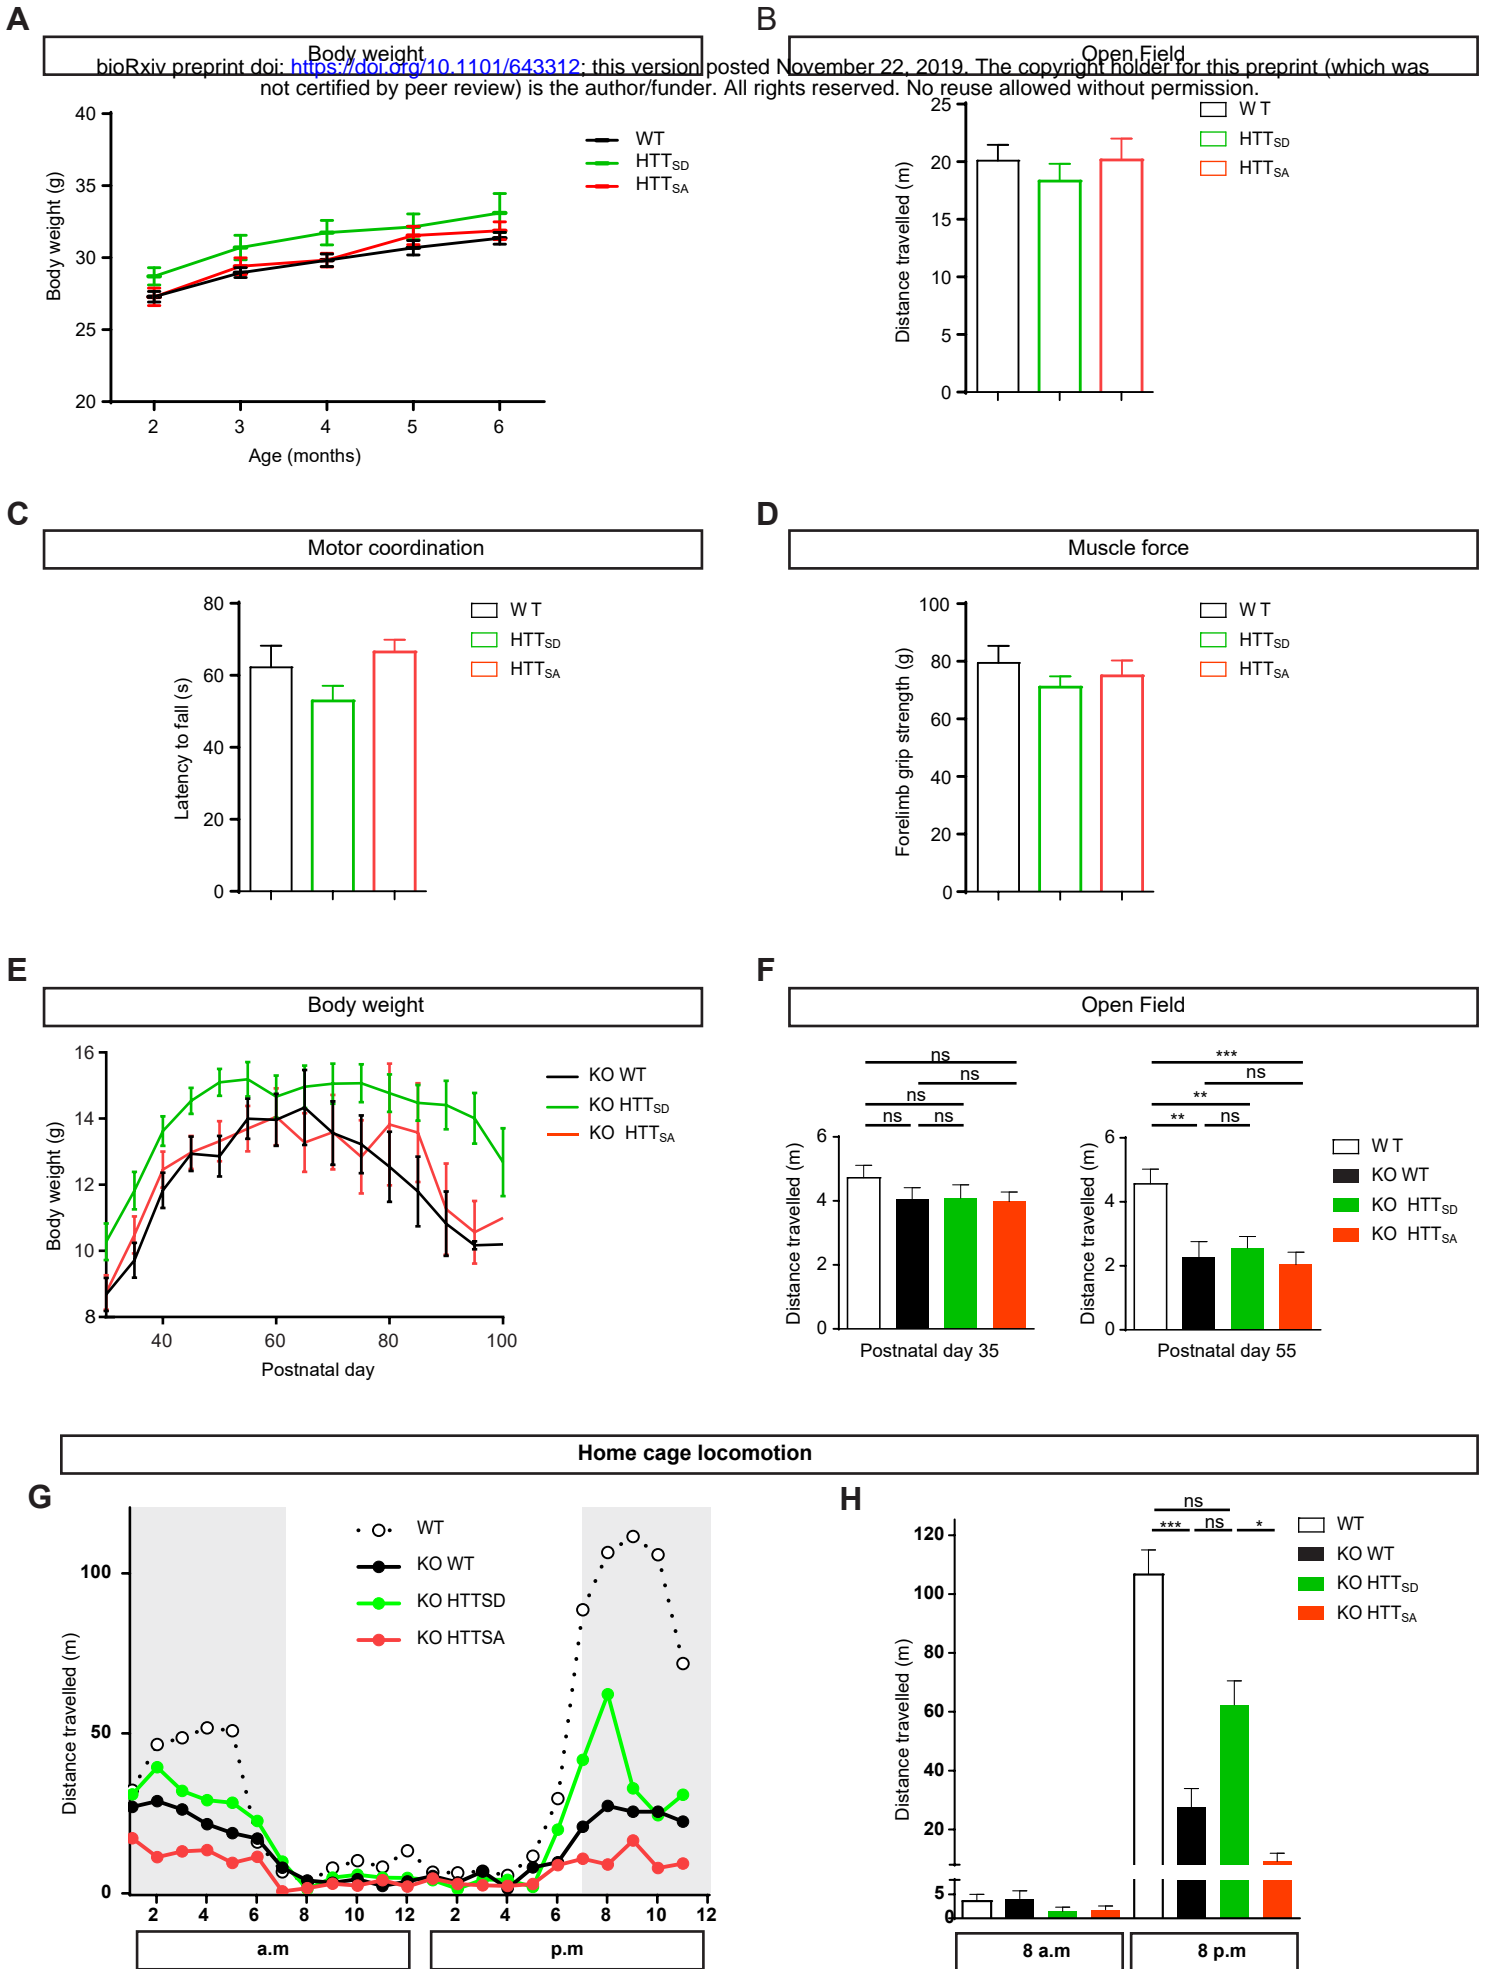 A
B
Body weight
Open Field
bioRxiv preprint doi: https://doi.org/10.1101/643312; this version posted November 22, 2019. The copyright holder for this preprint (which was
not certified by peer review) is the author/funder. All rights reserved. No reuse allowed without permission.
Body weight (g)
40
35
30
25
20
2 3 4 5 6
Age (months)
WT
HTTSD
HTTSA
Distance travelled (m)
25
20
15
10
5
0
W T
HTTSD
HTTSA
C
Motor coordination
Latency to fall (s)
80
60
40
20
0
W T
HTTSD
HTTSA
D
Muscle force
Forelimb grip strength (g)
100
80
60
40
20
0
W T
HTTSD
HTTSA
E
Body weight
Body weight (g)
16
14
12
10
8
40 60 80 100
Postnatal day
KO WT
KO HTTSD
KO HTTSA
F
Open Field
Distance travelled (m)
6
4
2
0
ns
ns
ns
ns ns
Postnatal day 35
Distance travelled (m)
6
4
2
0
***
ns
**
** ns
Postnatal day 55
W T
KO WT
KO HTTSD
KO HTTSA
Home cage locomotion
G
Distance travelled (m)
100
50
0
WT
KO WT
KO HTTSD
KO HTTSA
2 4 6 8 10 12 2 4 6 8 10 12
a.m p.m
H
Distance travelled (m)
120
100
80
60
40
20
5
0
ns
*** ns *
WT
KO WT
KO HTTSD
KO HTTSA
8 a.m 8 p.m